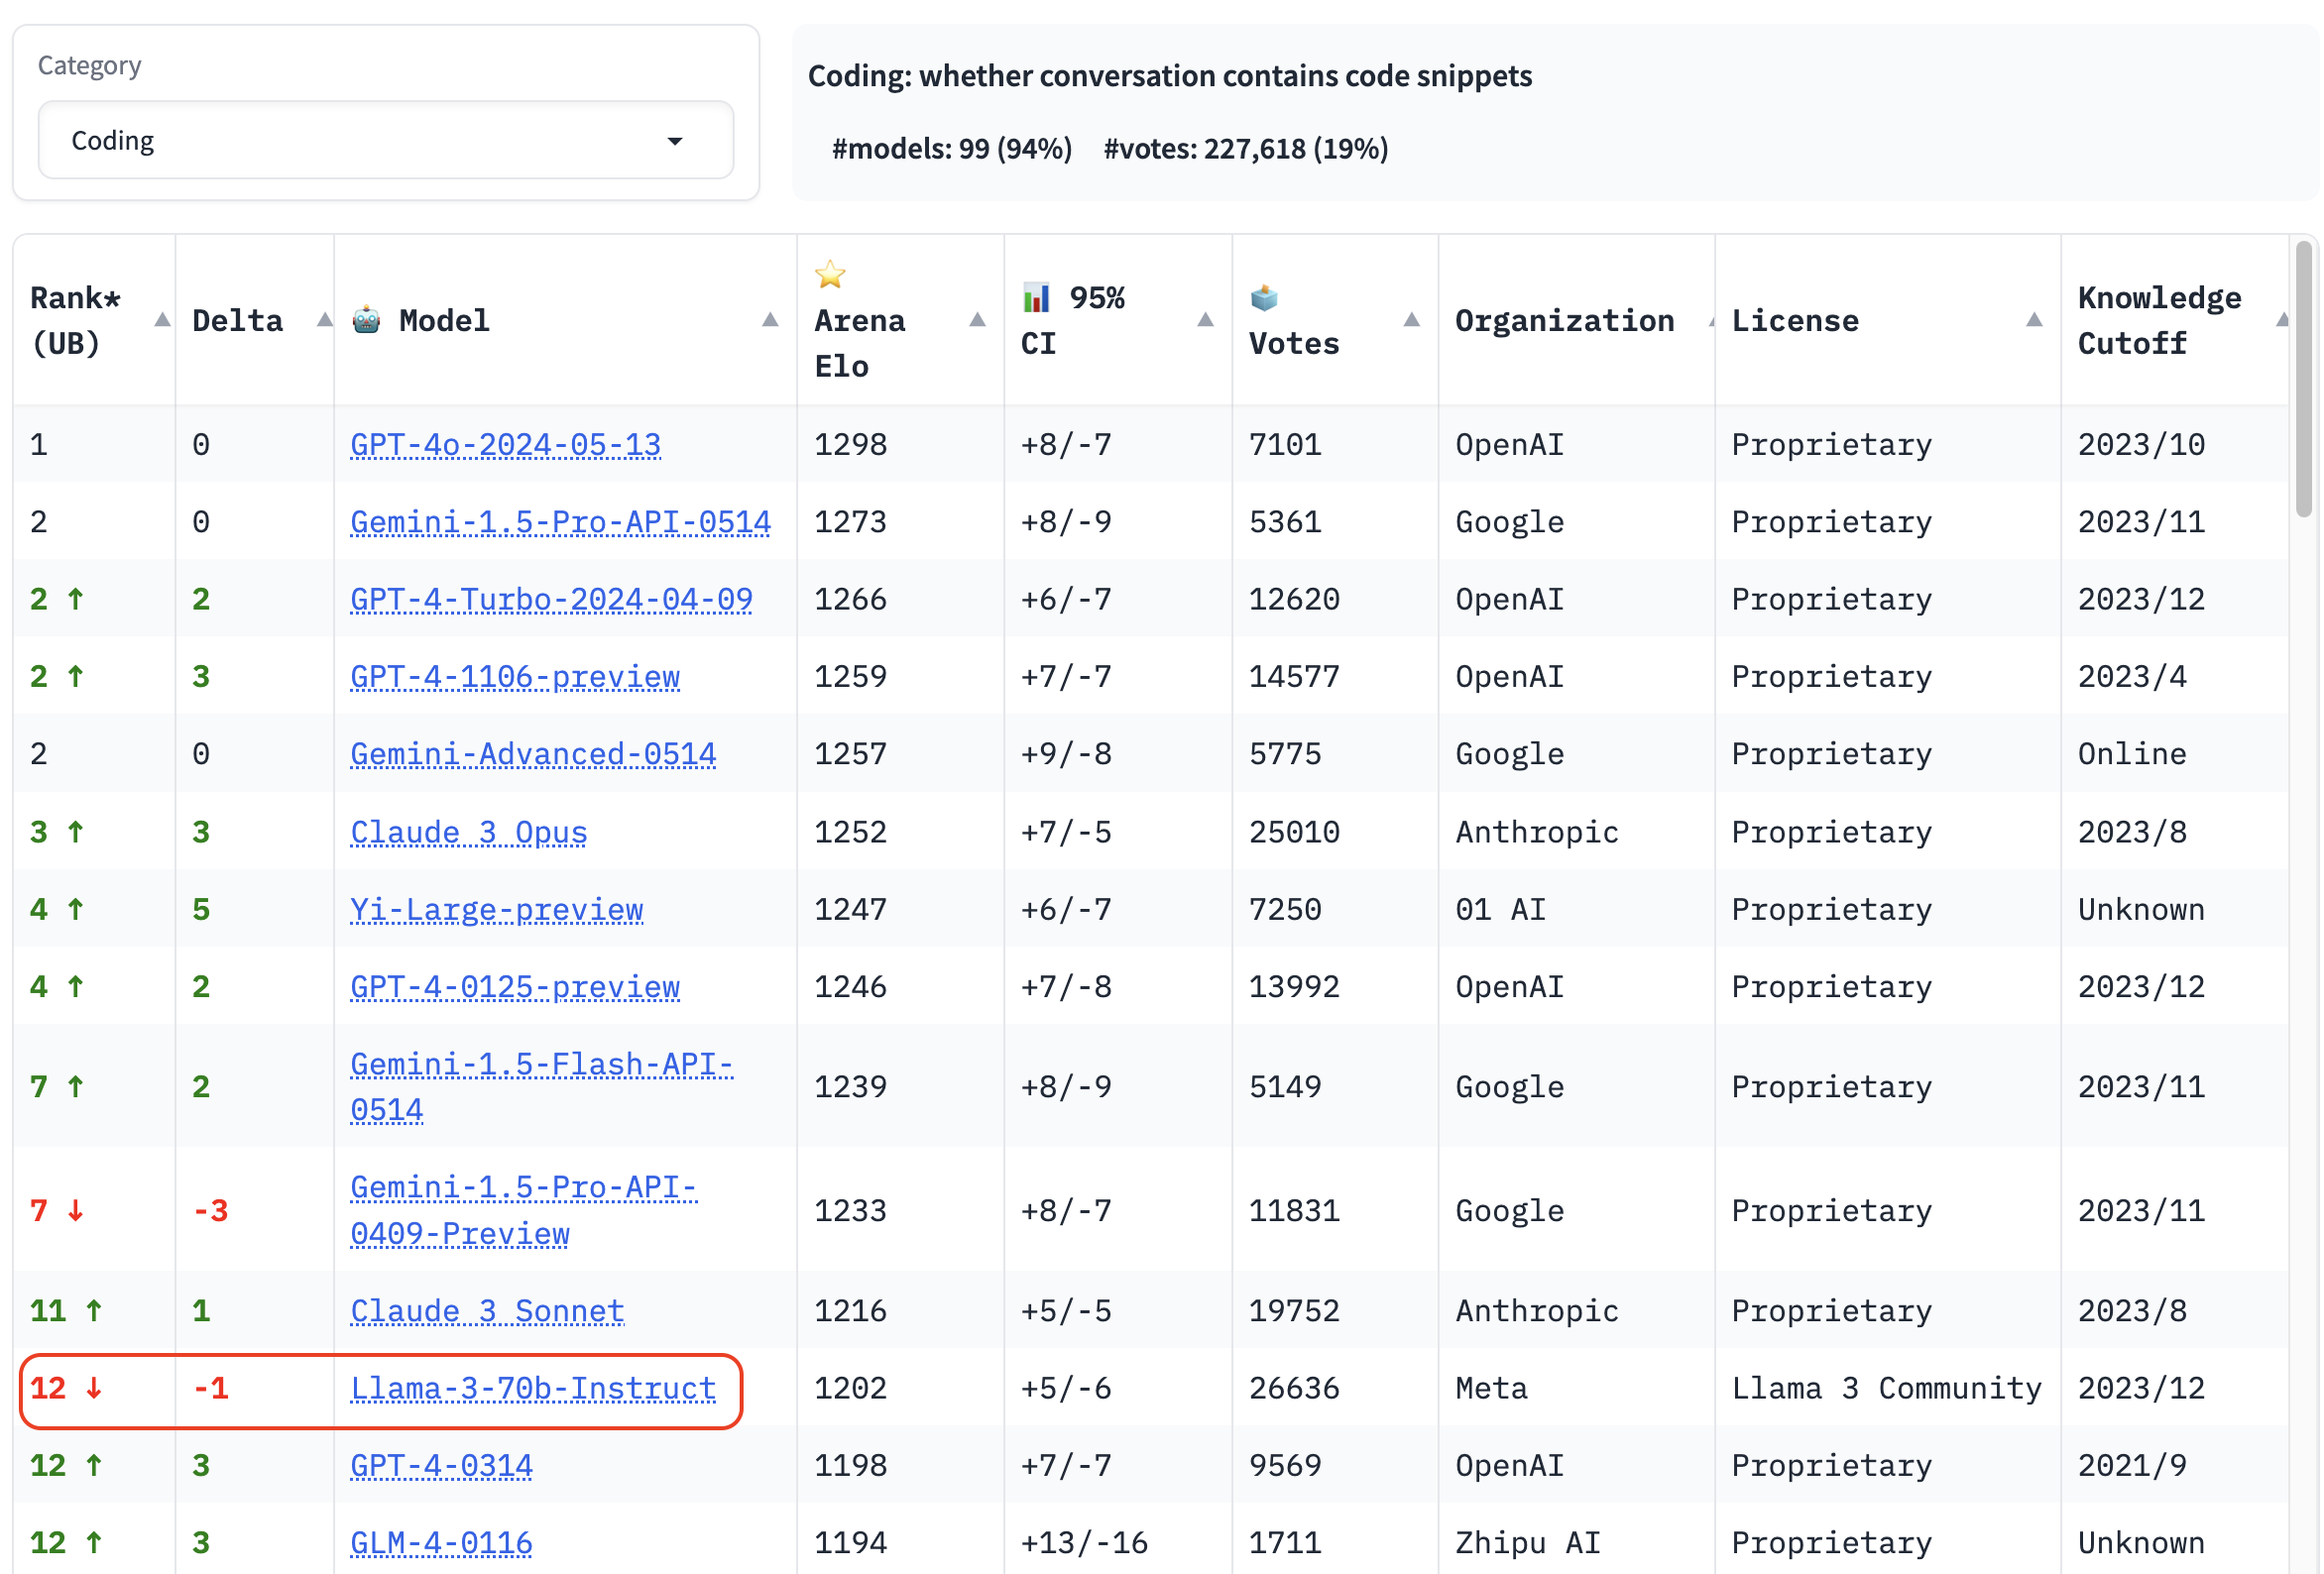 Category
Coding
Coding: whether conversation contains code snippets
#models: 99 (94%) #votes: 227,618 (19%)
Rank* (UB) Delta 🤖 Model ⭐ Arena Elo 📊 95% CI 🗳️ Votes Organization License Knowledge Cutoff
1 0 GPT-4o-2024-05-13 1298 +8/-7 7101 OpenAI Proprietary 2023/10
2 0 Gemini-1.5-Pro-API-0514 1273 +8/-9 5361 Google Proprietary 2023/11
2 ↑ 2 GPT-4-Turbo-2024-04-09 1266 +6/-7 12620 OpenAI Proprietary 2023/12
2 ↑ 3 GPT-4-1106-preview 1259 +7/-7 14577 OpenAI Proprietary 2023/4
2 0 Gemini-Advanced-0514 1257 +9/-8 5775 Google Proprietary Online
3 ↑ 3 Claude 3 Opus 1252 +7/-5 25010 Anthropic Proprietary 2023/8
4 ↑ 5 Yi-Large-preview 1247 +6/-7 7250 01 AI Proprietary Unknown
4 ↑ 2 GPT-4-0125-preview 1246 +7/-8 13992 OpenAI Proprietary 2023/12
7 ↑ 2 Gemini-1.5-Flash-API-0514 1239 +8/-9 5149 Google Proprietary 2023/11
7 ↓ -3 Gemini-1.5-Pro-API-0409-Preview 1233 +8/-7 11831 Google Proprietary 2023/11
11 ↑ 1 Claude 3 Sonnet 1216 +5/-5 19752 Anthropic Proprietary 2023/8
12 ↓ -1 Llama-3-70b-Instruct 1202 +5/-6 26636 Meta Llama 3 Community 2023/12
12 ↑ 3 GPT-4-0314 1198 +7/-7 9569 OpenAI Proprietary 2021/9
12 ↑ 3 GLM-4-0116 1194 +13/-16 1711 Zhipu AI Proprietary Unknown